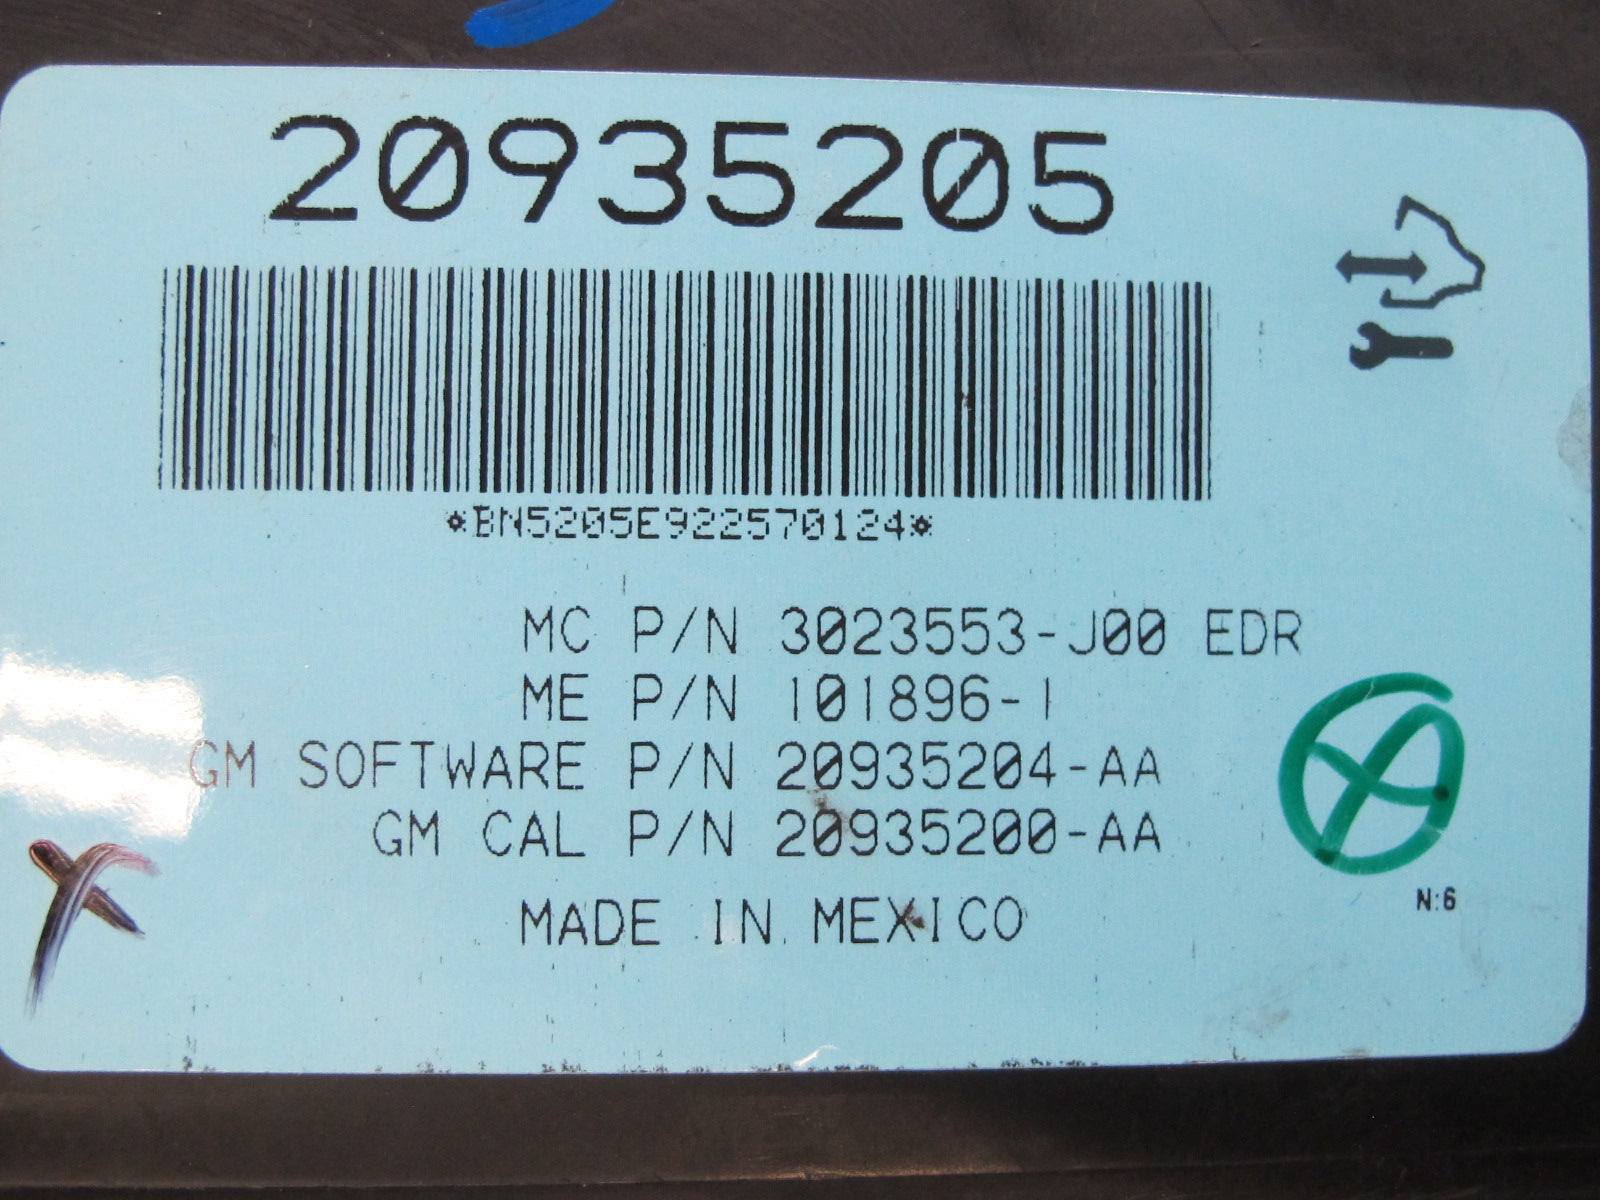 20935205
*BN5205E922570124*
MC P/N 3023553-J00 EDR
ME P/N 101896-1
GM SOFTWARE P/N 20935204-AA
GM CAL P/N 20935200-AA
MADE IN MEXICO
N:6